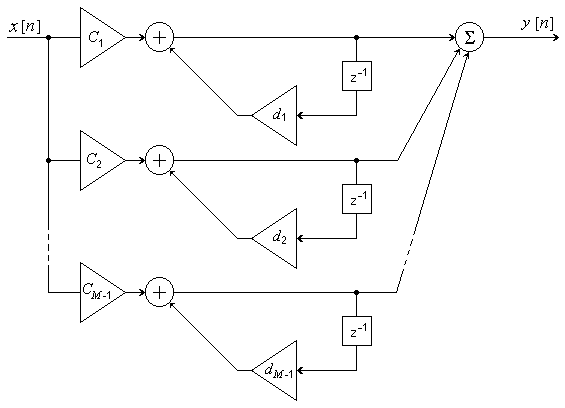 x[n]
C1
+
Σ
y[n]
z-1
d1
C2
+
z-1
d2
CM-1
+
z-1
dM-1